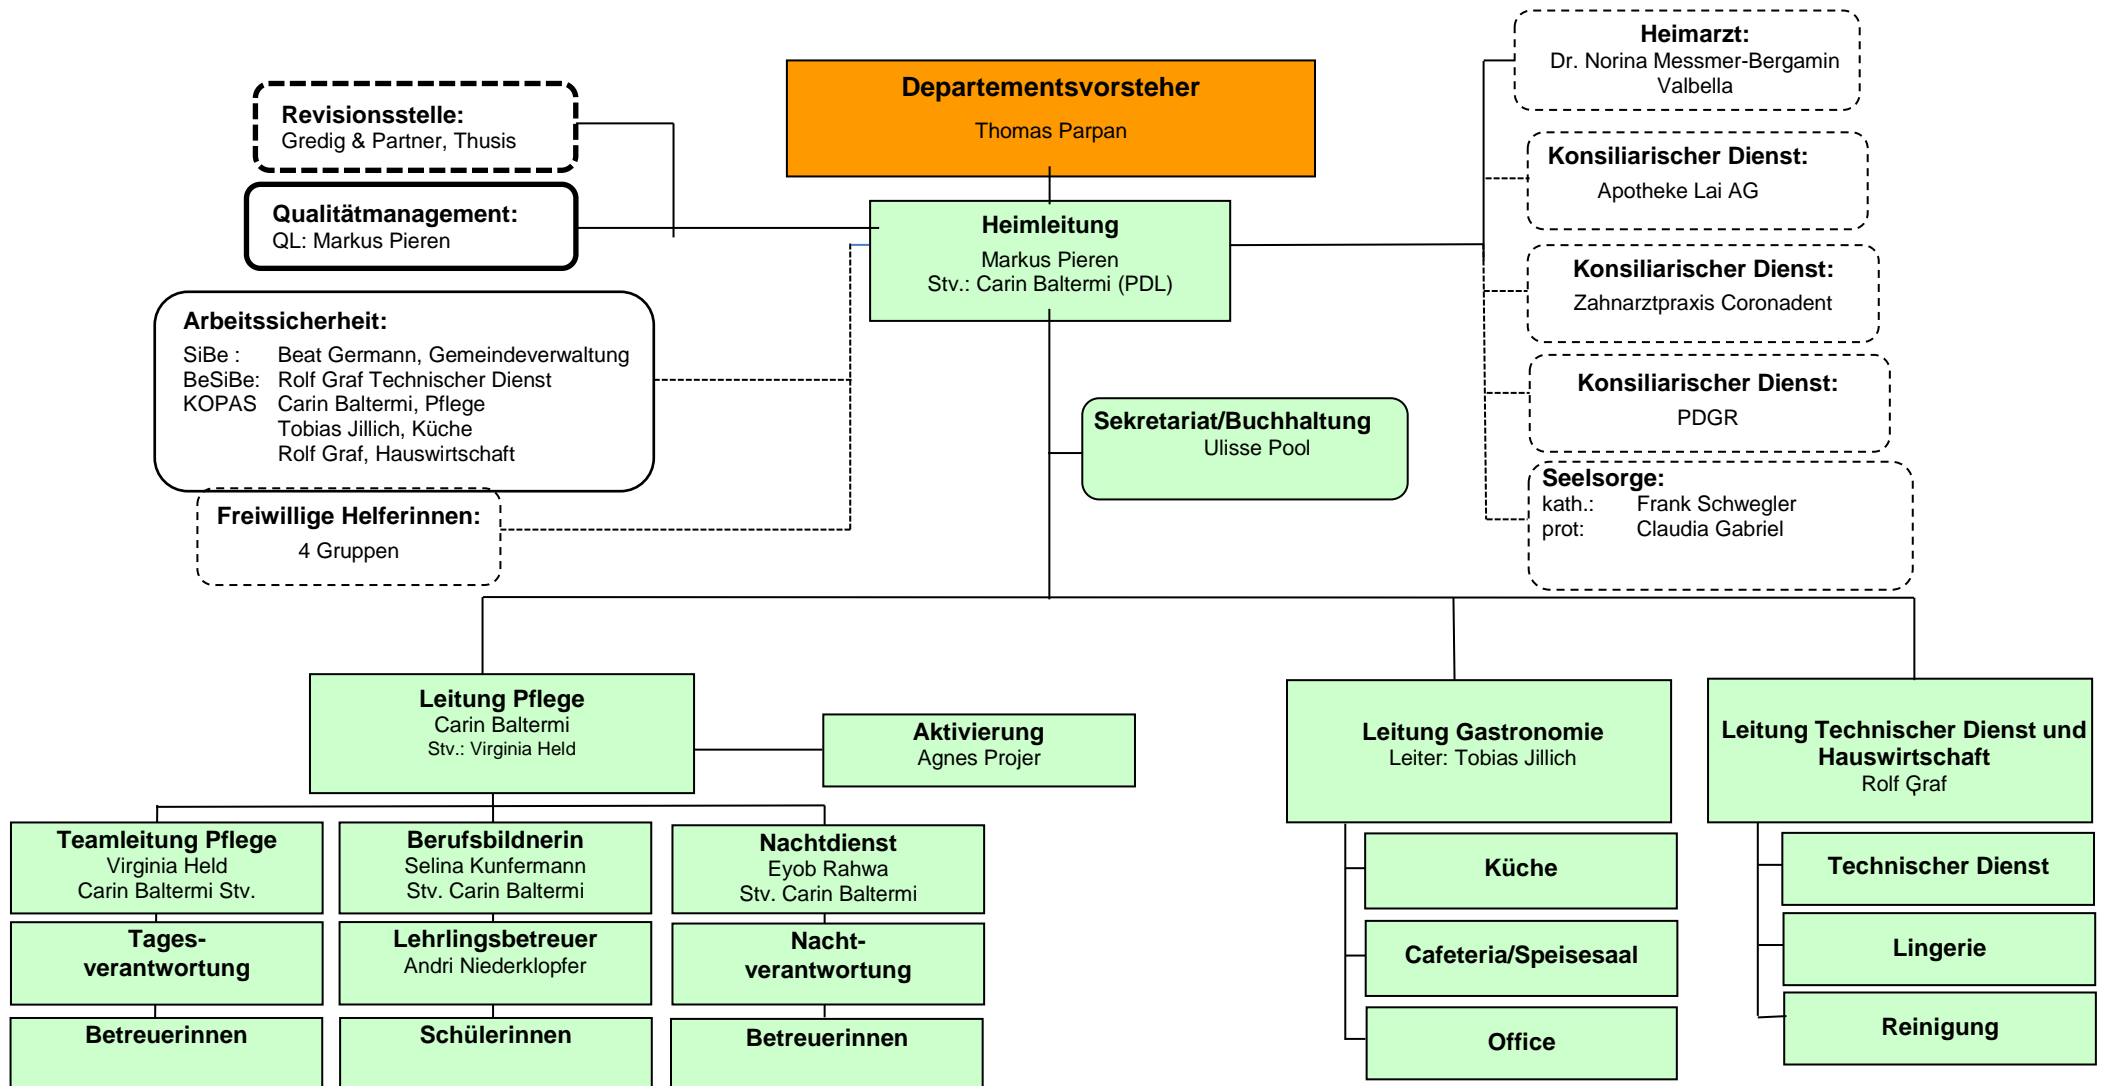 Heimarzt:
Dr. Norina Messmer-Bergamin
Valbella
Departementsvorsteher
Thomas Parpan
Revisionsstelle:
Gredig & Partner, Thusis
Konsiliarischer Dienst:
Apotheke Lai AG
Qualitätmanagement:
QL: Markus Pieren
Heimleitung
Markus Pieren
Stv.: Carin Baltermi (PDL)
Konsiliarischer Dienst:
Zahnarztpraxis Coronadent
Arbeitssicherheit:
SiBe : Beat Germann, Gemeindeverwaltung
BeSiBe: Rolf Graf Technischer Dienst
KOPAS Carin Baltermi, Pflege
Tobias Jillich, Küche
Rolf Graf, Hauswirtschaft
Konsiliarischer Dienst:
PDGR
Sekretariat/Buchhaltung
Ulisse Pool
Seelsorge:
kath.: Frank Schwegler
prot: Claudia Gabriel
Freiwillige Helferinnen:
4 Gruppen
Leitung Pflege
Carin Baltermi
Stv.: Virginia Held
Aktivierung
Agnes Projer
Leitung Gastronomie
Leiter: Tobias Jillich
Leitung Technischer Dienst und
Hauswirtschaft
Rolf Graf
Teamleitung Pflege
Virginia Held
Carin Baltermi Stv.
Berufsbildnerin
Selina Kunfermann
Stv. Carin Baltermi
Nachtdienst
Eyob Rahwa
Stv. Carin Baltermi
Küche
Technischer Dienst
Tages-
verantwortung
Lehrlingsbetreuer
Andri Niederklopfer
Nacht-
verantwortung
Cafeteria/Speisesaal
Lingerie
Betreuerinnen
Schülerinnen
Betreuerinnen
Office
Reinigung